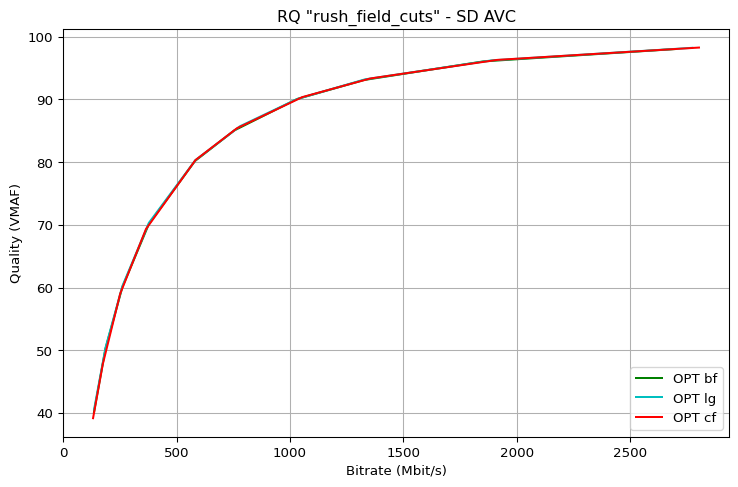 RQ "rush_field_cuts" - SD AVC
100
90
80
70
60
50
40
Quality (VMAF)
0
500
1000
1500
2000
2500
Bitrate (Mbit/s)
OPT bf
OPT lg
OPT cf